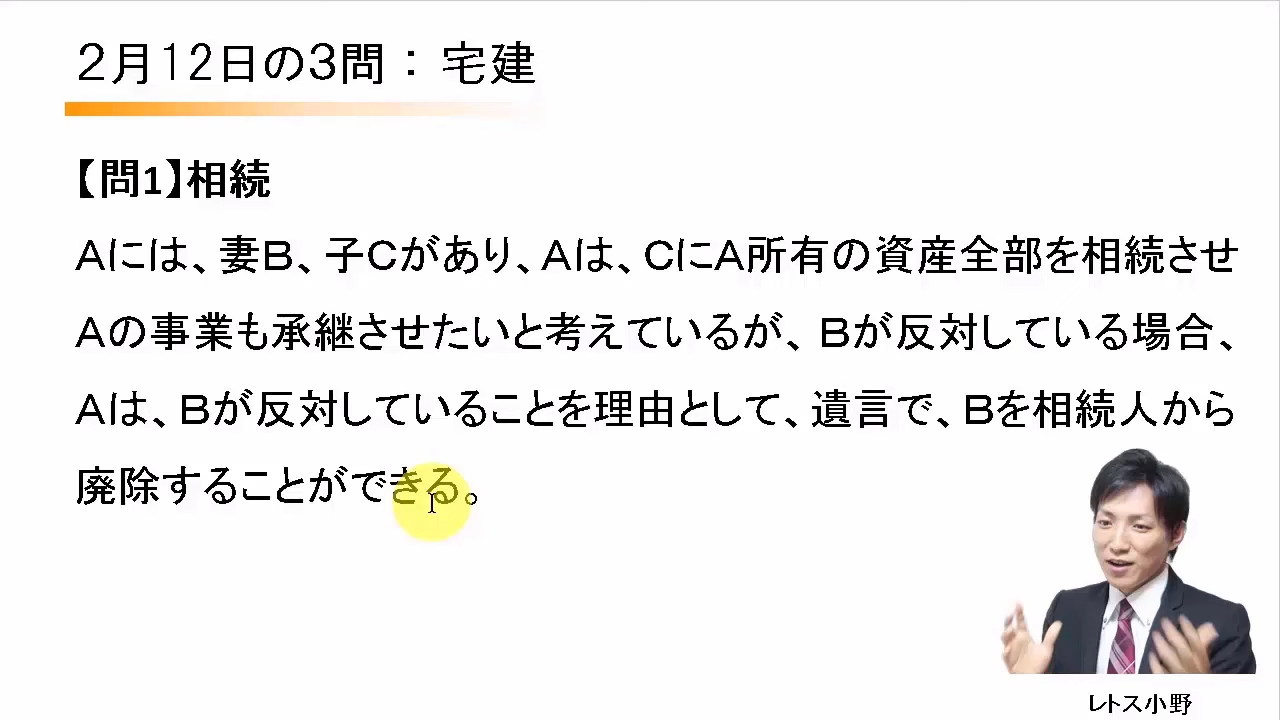 ２月１２日の３問：宅建
【問1】相続
Ａには、妻Ｂ、子Ｃがあり、Ａは、ＣにＡ所有の資産全部を相続させ
Ａの事業も承継させたいと考えているが、Ｂが反対している場合、
Ａは、Ｂが反対していることを理由として、遺言で、Ｂを相続人から
廃除することができる。
レトス小野